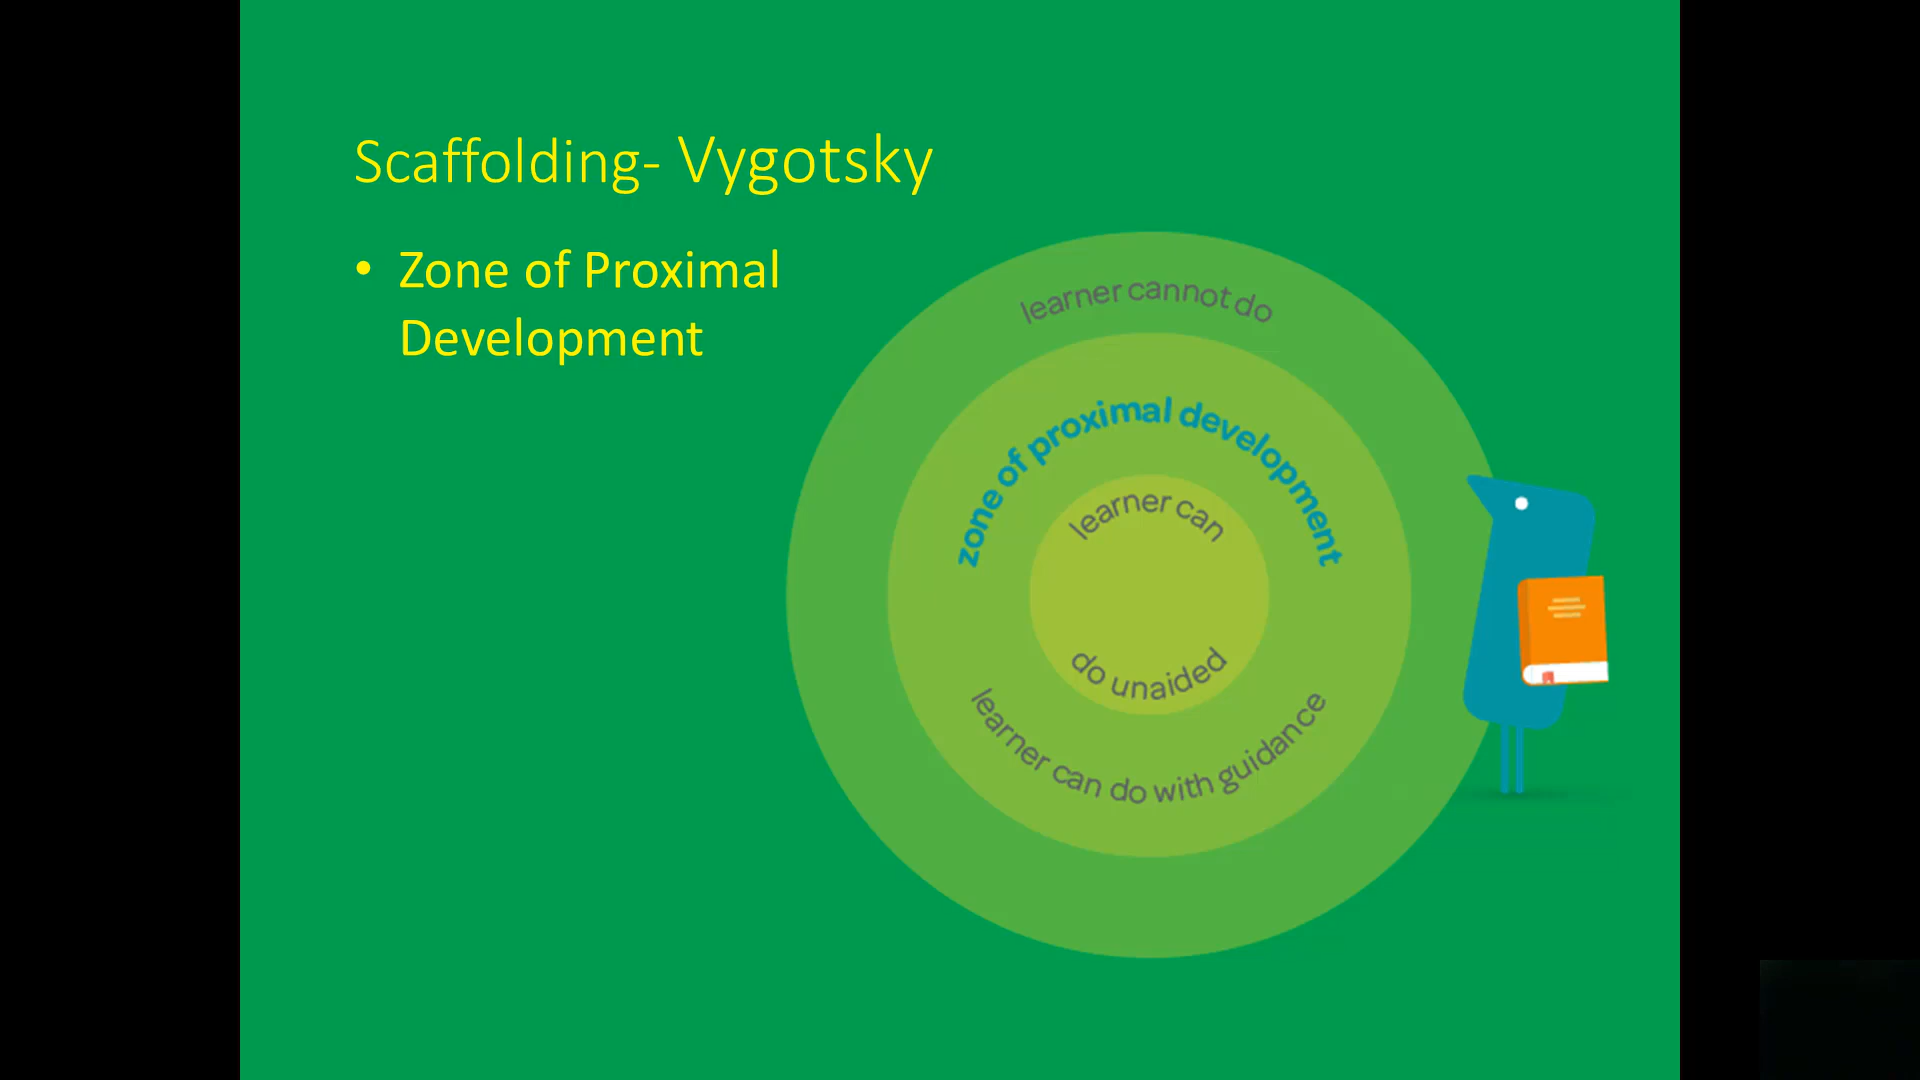 Scaffolding- Vygotsky
• Zone of Proximal
Development
learner cannot do
zone of proximal development
learner can
do unaided
learner can do with guidance